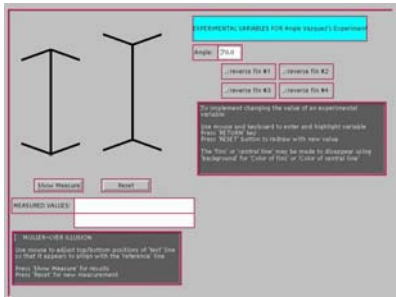 EXPERIMENTAL VARIABLES FOR Angle Vazquez's Experiment
Angle: 70.0
reverse fin #1
reverse fin #2
reverse fin #3
reverse fin #4
To implement changing the value of an experimental
variable:
Use mouse and keyboard to enter and highlight variable
Press 'RETURN' key
Press 'RESET' button to redraw with new value
The 'fins' or 'central line' may be made to disappear using
'background' for 'Color of fins' or 'Color of central line'
Show Measure
Reset
MEASURED VALUES:
MULLER-LYER ILLUSION
Use mouse to adjust top/bottom positions of 'test' line
so that it appears to align with the 'reference' line
Press 'Show Measure' for results
Press 'Reset' for new measurement